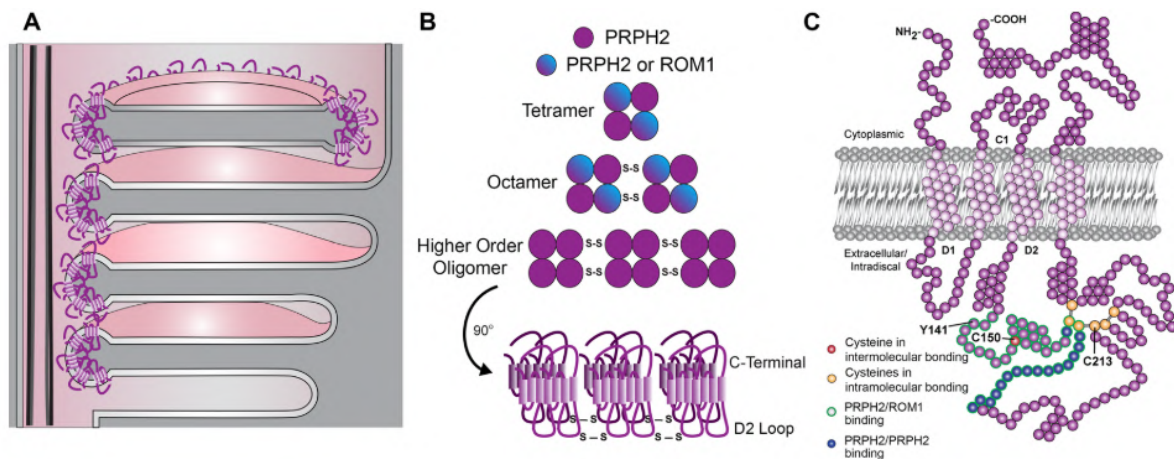 A
B
PRPH2
PRPH2 or ROM1
Tetramer
Octamer
S-S
S-S
Higher Order
Oligomer
S-S
S-S
S-S
S-S
90°
C-Terminal
D2 Loop
S – S
S – S
S – S
S – S
C
NH₂-
-COOH
Cytoplasmic
C1
Extracellular/
Intradiscal
D1
D2
Y141
C150
C213
Cysteine in
intermolecular bonding
Cysteines in
intramolecular bonding
PRPH2/ROM1
binding
PRPH2/PRPH2
binding